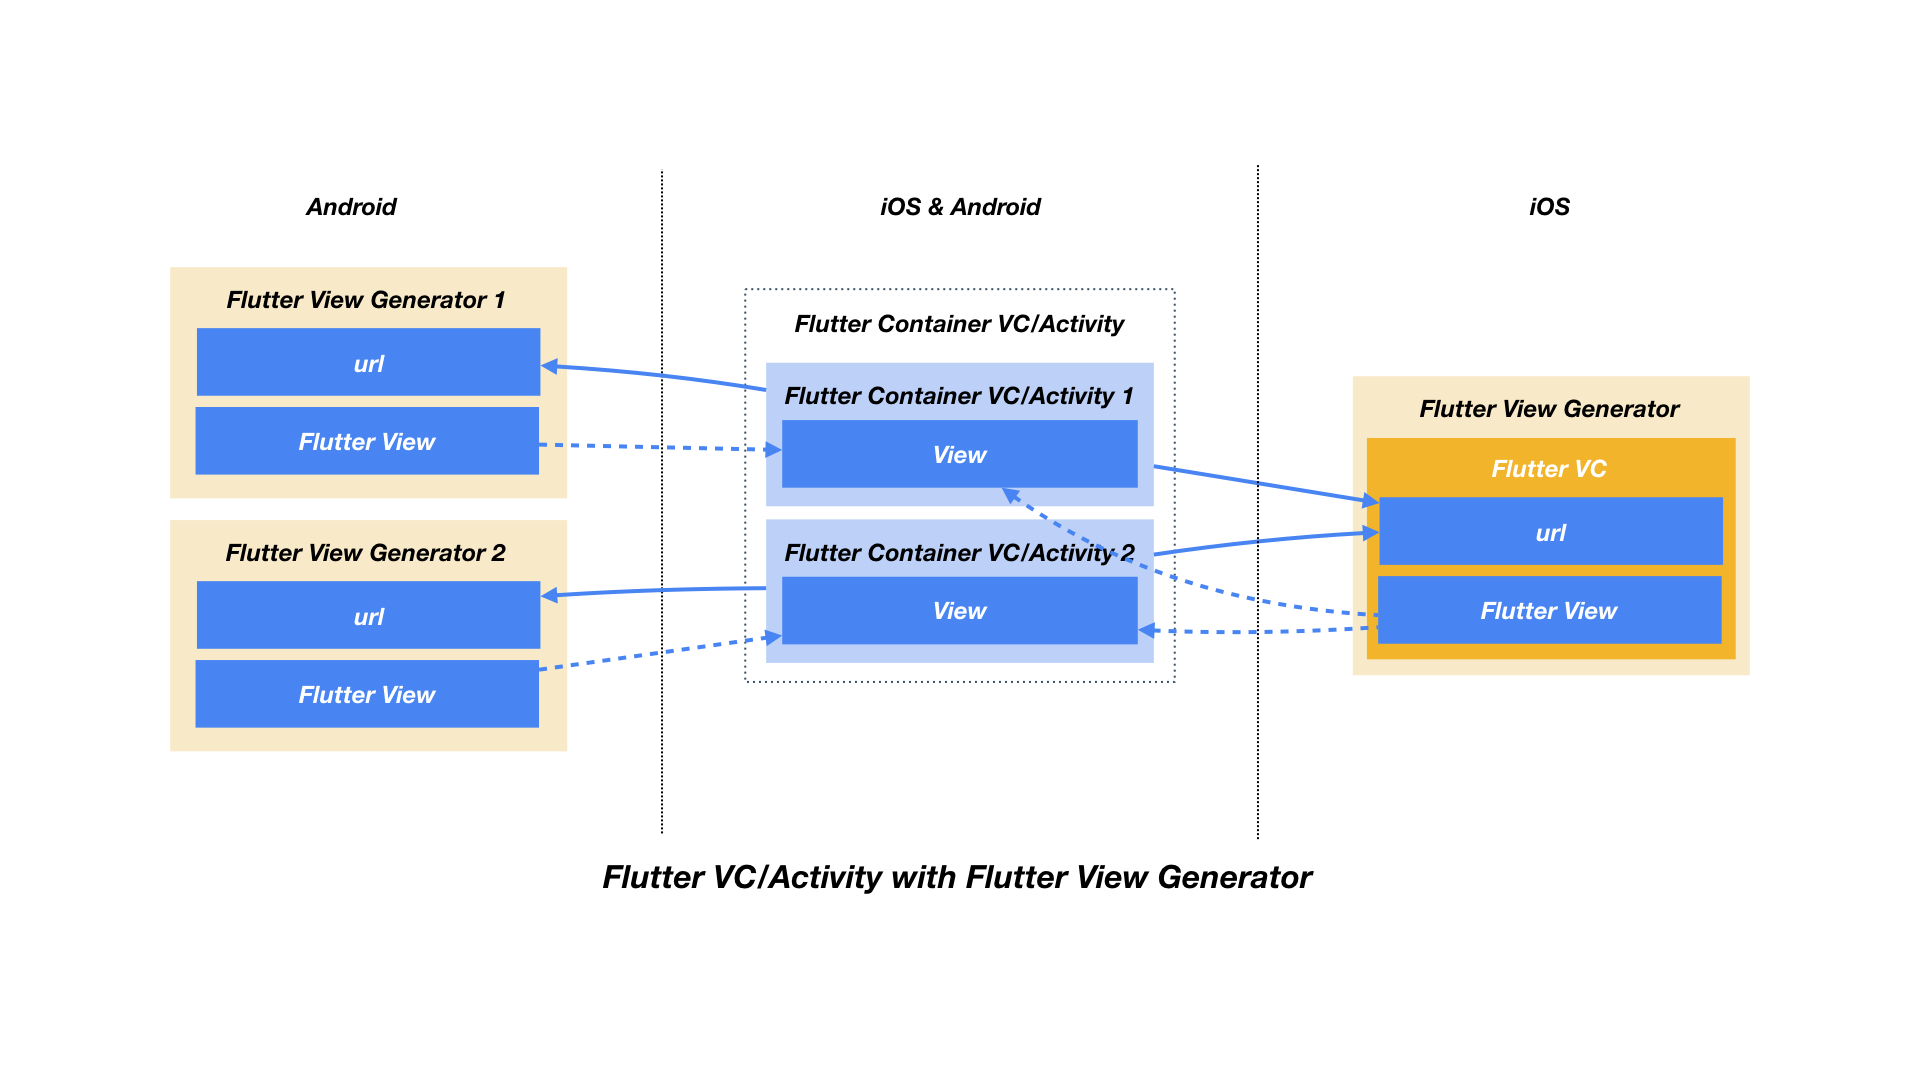 Android
iOS & Android
iOS
Flutter View Generator 1
url
Flutter View
Flutter View Generator 2
url
Flutter View
Flutter Container VC/Activity
Flutter Container VC/Activity 1
View
Flutter Container VC/Activity 2
View
Flutter View Generator
Flutter VC
url
Flutter View
Flutter VC/Activity with Flutter View Generator